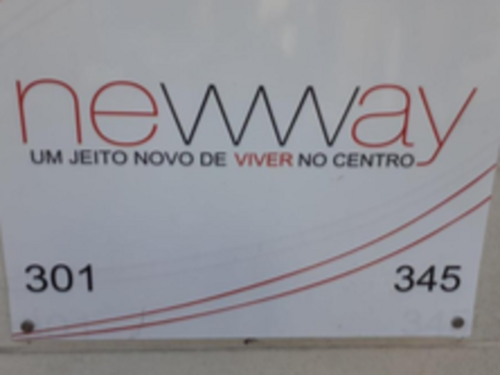 newway
UM JEITO NOVO DE VIVER NO CENTRO
301 345